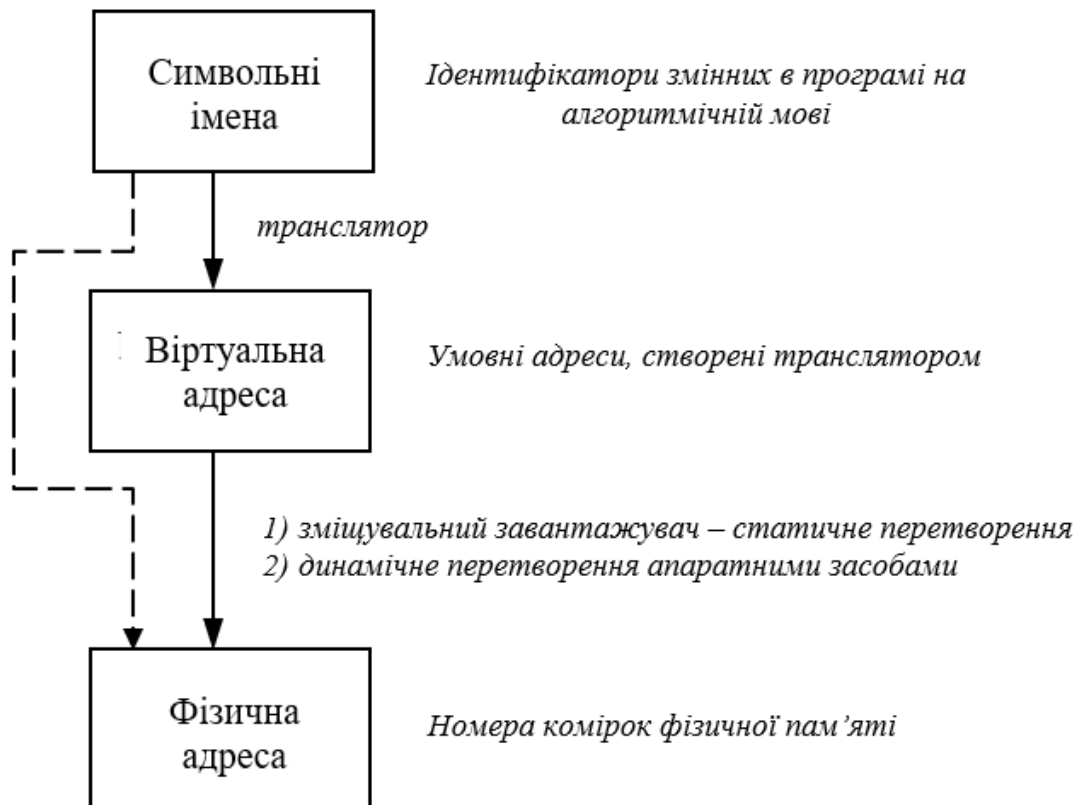 Символьні
імена
Ідентифікатори змінних в програмі на
алгоритмічній мові
транслятор
Віртуальна
адреса
Умовні адреси, створені транслятором
1) зміщувальний завантажувач – статичне перетворення
2) динамічне перетворення апаратними засобами
Фізична
адреса
Номера комірок фізичної пам’яті